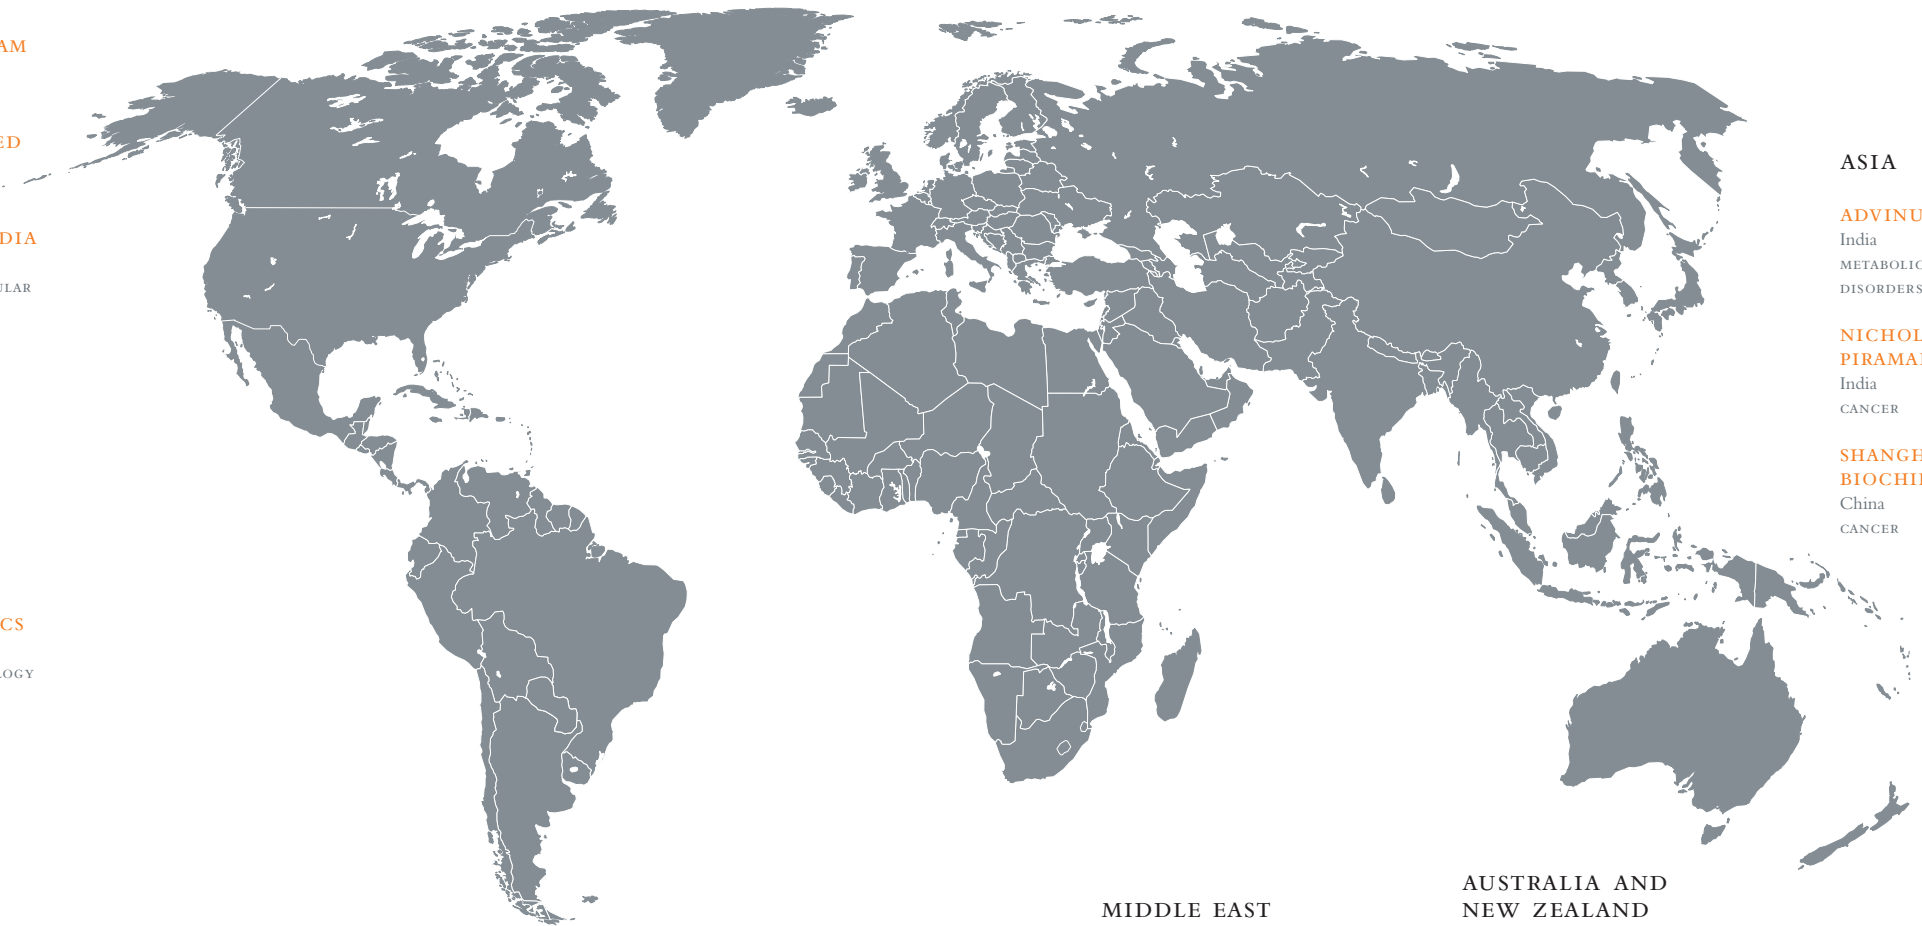 AM
ED
DIA
ULAR
CS
LOGY
MIDDLE EAST
AUSTRALIA AND
NEW ZEALAND
ASIA
ADVINU
India
METABOLIC
DISORDERS
NICHOL
PIRAMA
India
CANCER
SHANGH
BIOCHI
China
CANCER